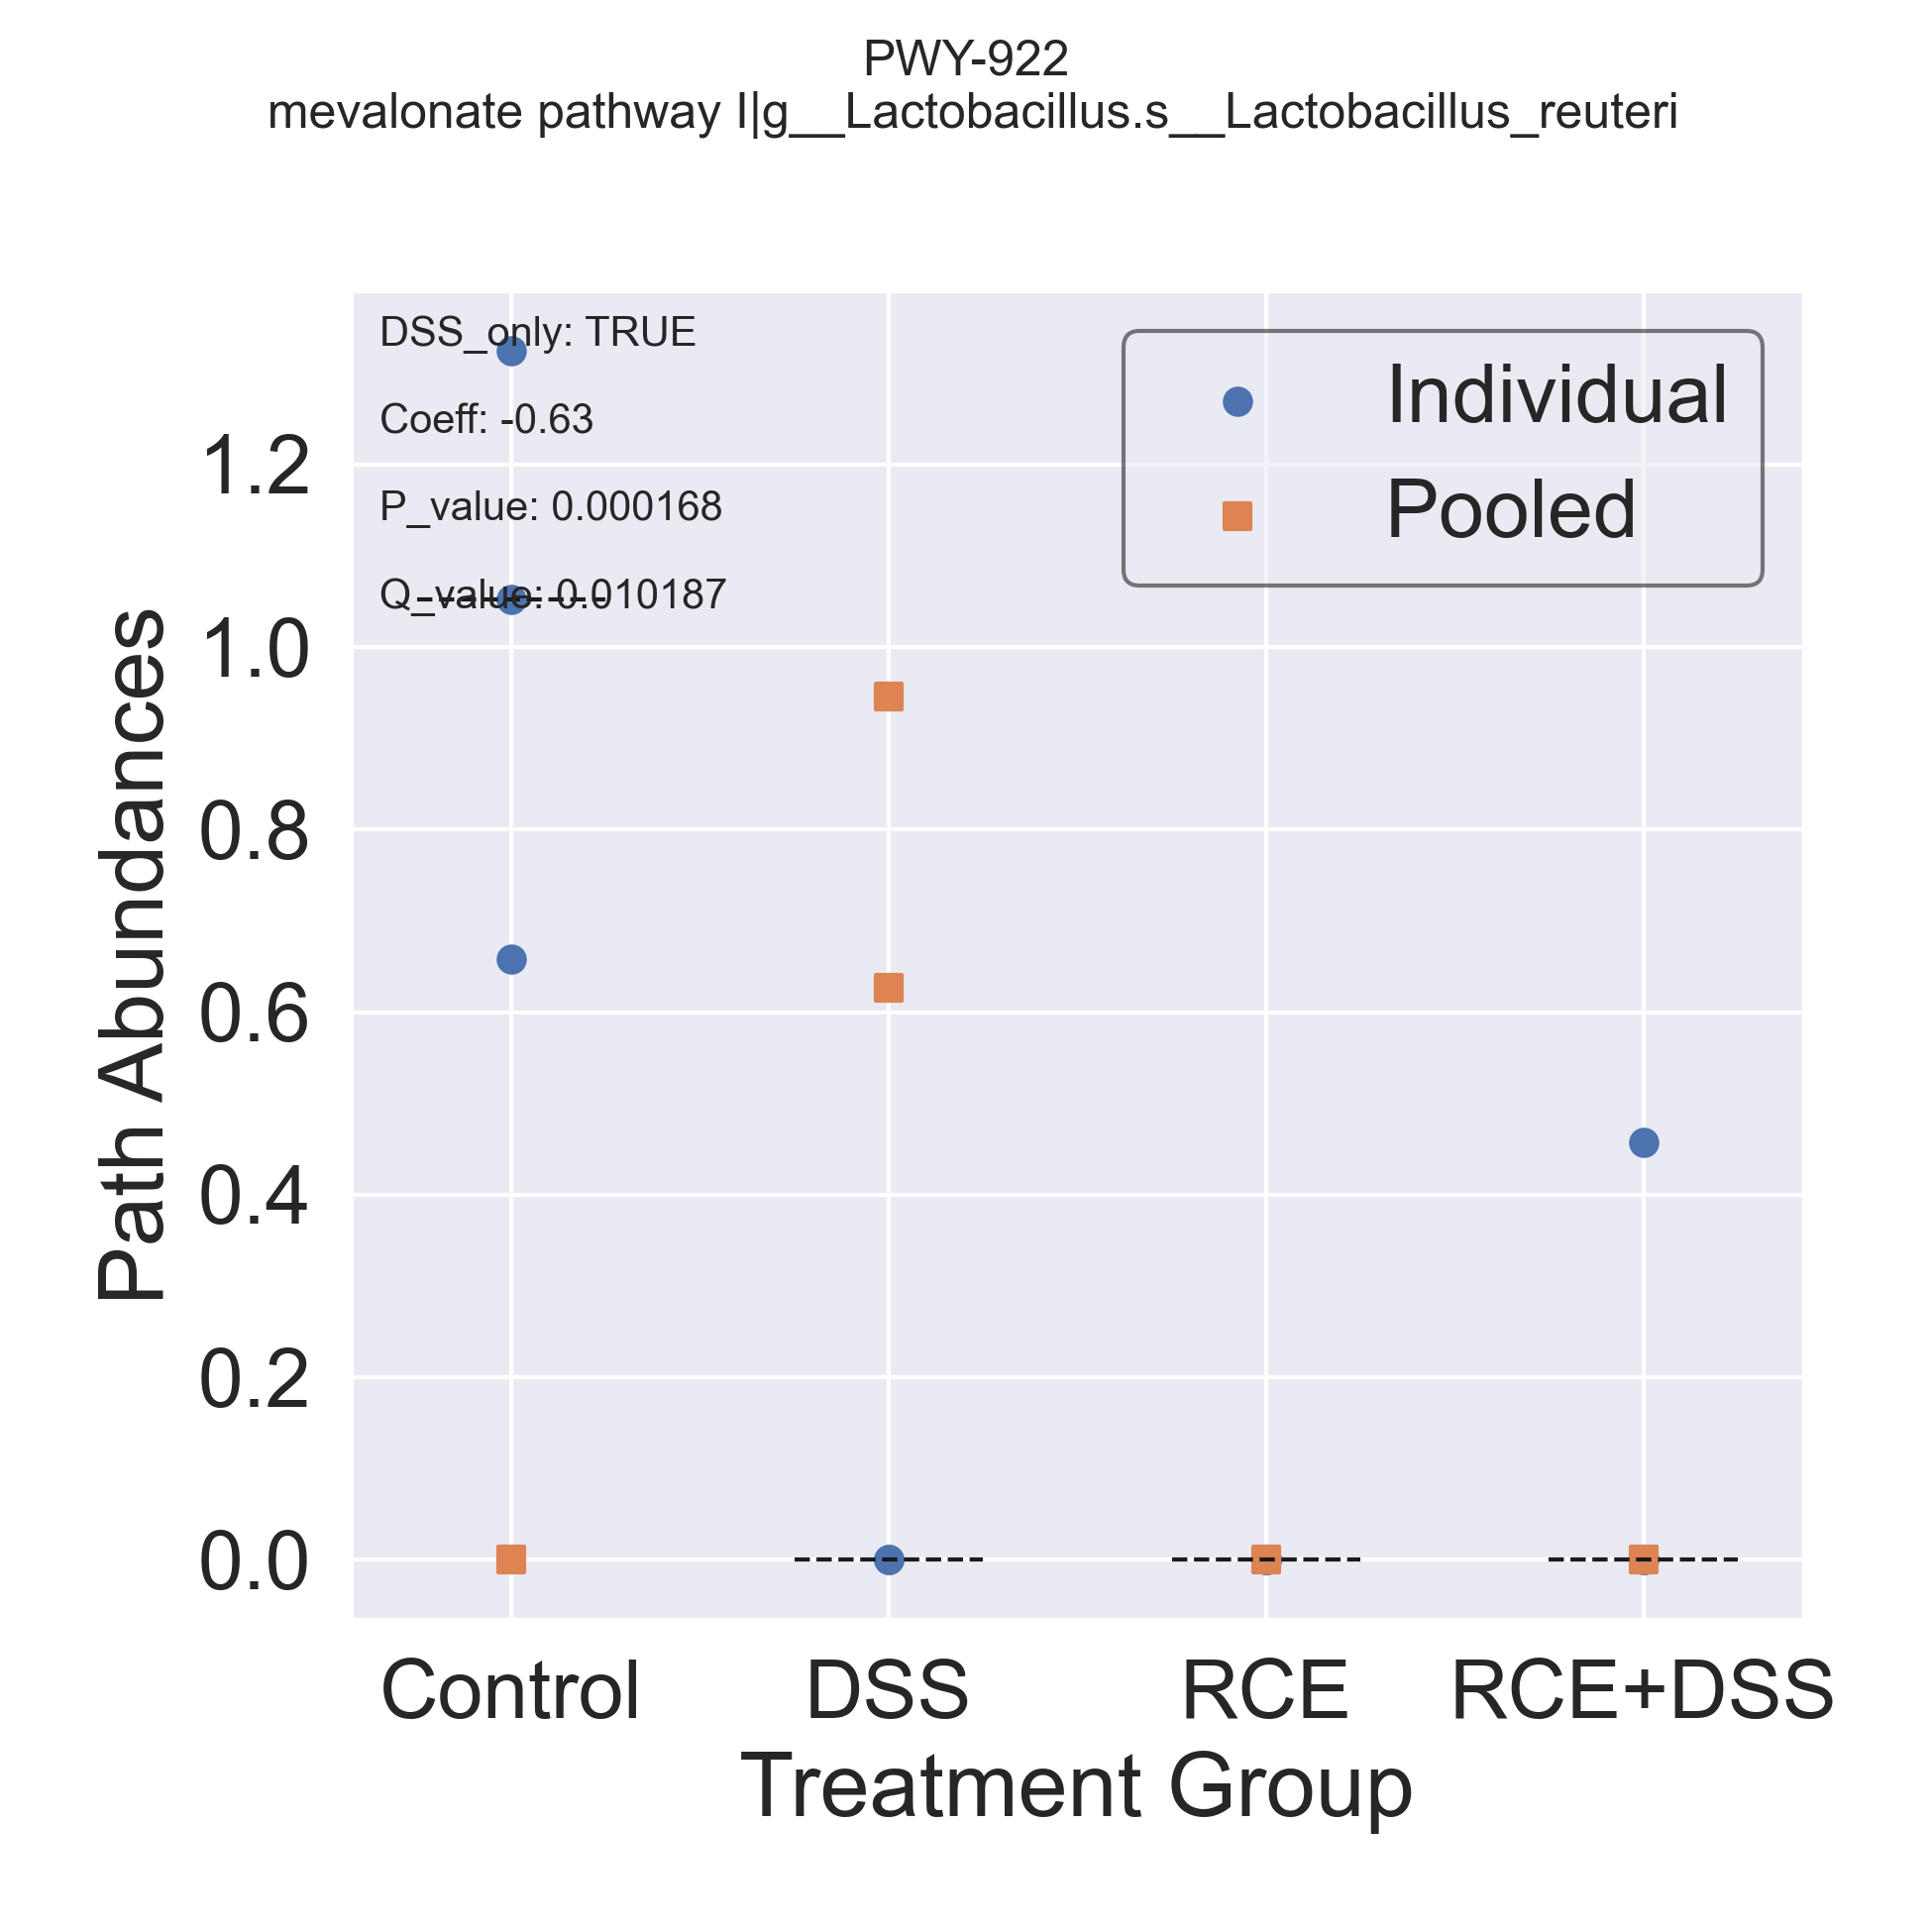 PWY-922
mevalonate pathway I|g__Lactobacillus.s__Lactobacillus_reuteri
DSS_only: TRUE
Coeff: -0.63
P_value: 0.000168
Q_value: 0.010187
Individual
Pooled
Path Abundances
1.2
1.0
0.8
0.6
0.4
0.2
0.0
Control DSS RCE RCE+DSS
Treatment Group